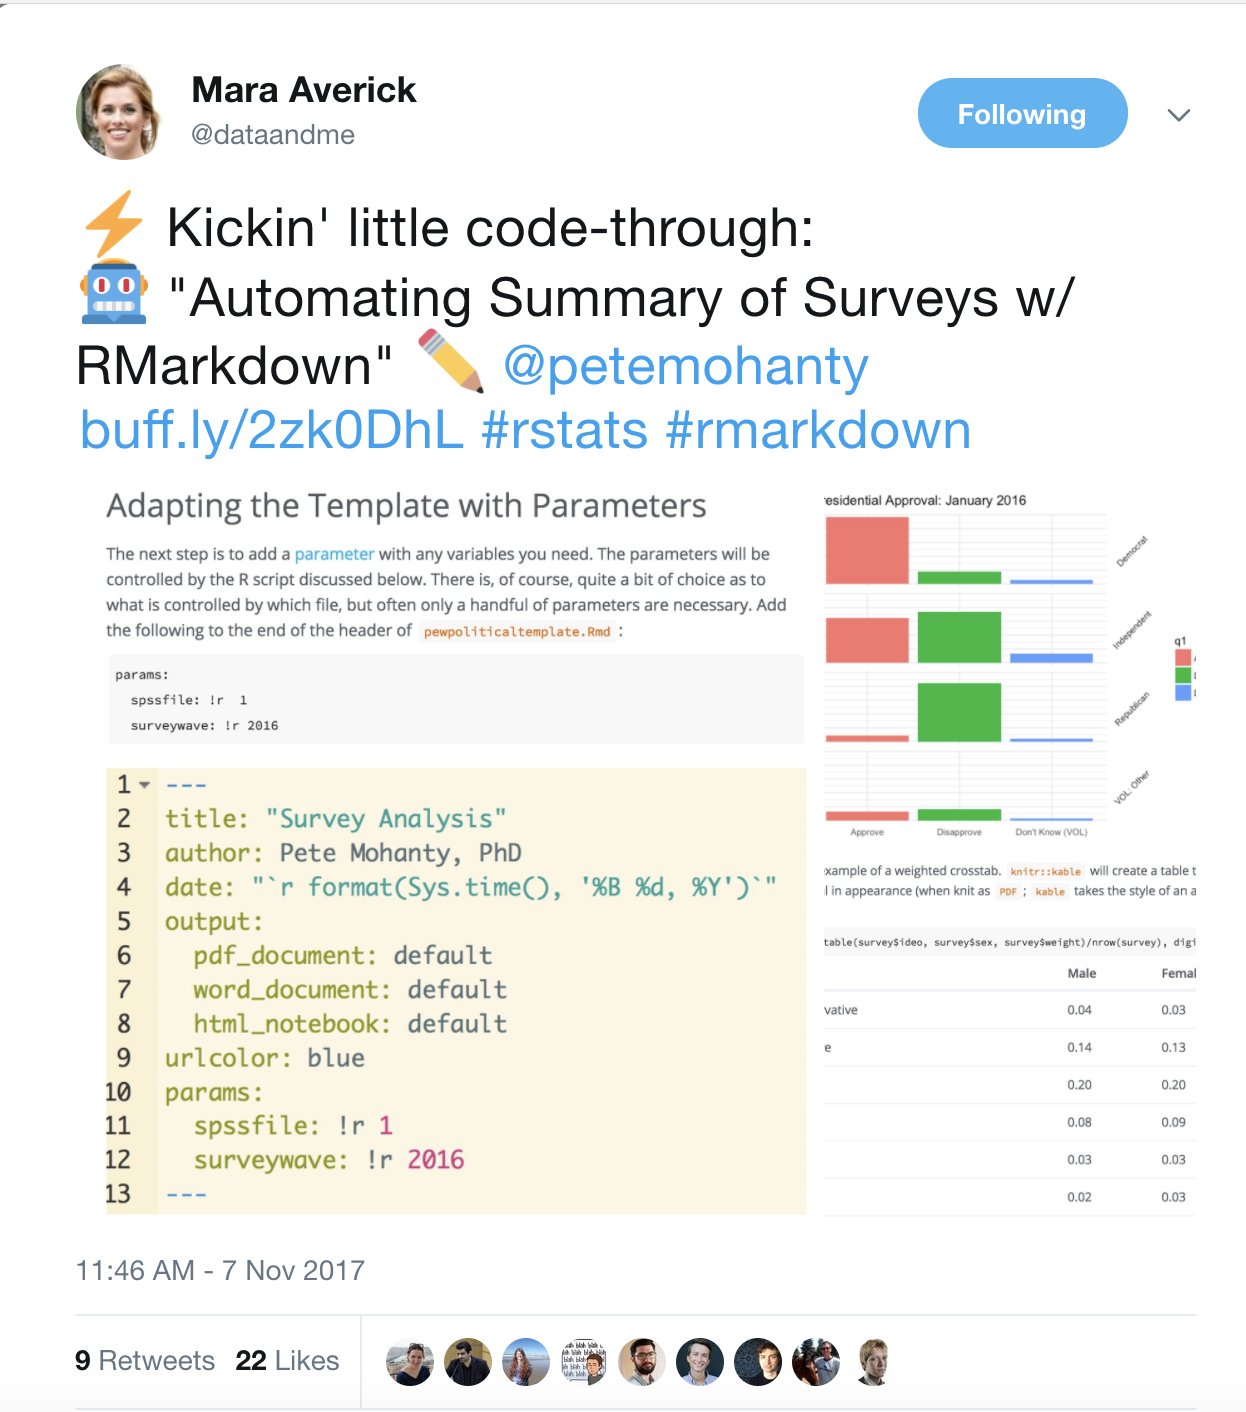 Mara Averick
@dataandme
Following
Kickin' little code-through:
"Automating Summary of Surveys w/
RMarkdown" @petemohanty
buff.ly/2zk0DhL #rstats #rmarkdown
Adapting the Template with Parameters
The next step is to add a parameter with any variables you need. The parameters will be
controlled by the R script discussed below. There is, of course, quite a bit of choice as to
what is controlled by which file, but often only a handful of parameters are necessary. Add
the following to the end of the header of pewpoliticaltemplate.Rmd :
params:
spssfile: !r 1
surveywave: !r 2016
1 ---
2 title: "Survey Analysis"
3 author: Pete Mohanty, PhD
4 date: "`r format(Sys.time(), '%B %d, %Y')`"
5 output:
6 pdf_document: default
7 word_document: default
8 html_notebook: default
9 urlcolor: blue
10 params:
11 spssfile: !r 1
12 surveywave: !r 2016
13 ---
esidential Approval: January 2016
Democrat
Independent
Republican
VOL: Other
q1
Approve Disapprove Don't Know (VOL)
xample of a weighted crosstab. knitr::kable will create a table t
l in appearance (when knit as PDF ; kable takes the style of an a
table(survey$ideo, survey$sex, survey$weight)/nrow(survey), digi
Male Femal
vative 0.04 0.03
e 0.14 0.13
0.20 0.20
0.08 0.09
0.03 0.03
0.02 0.03
11:46 AM - 7 Nov 2017
9 Retweets 22 Likes